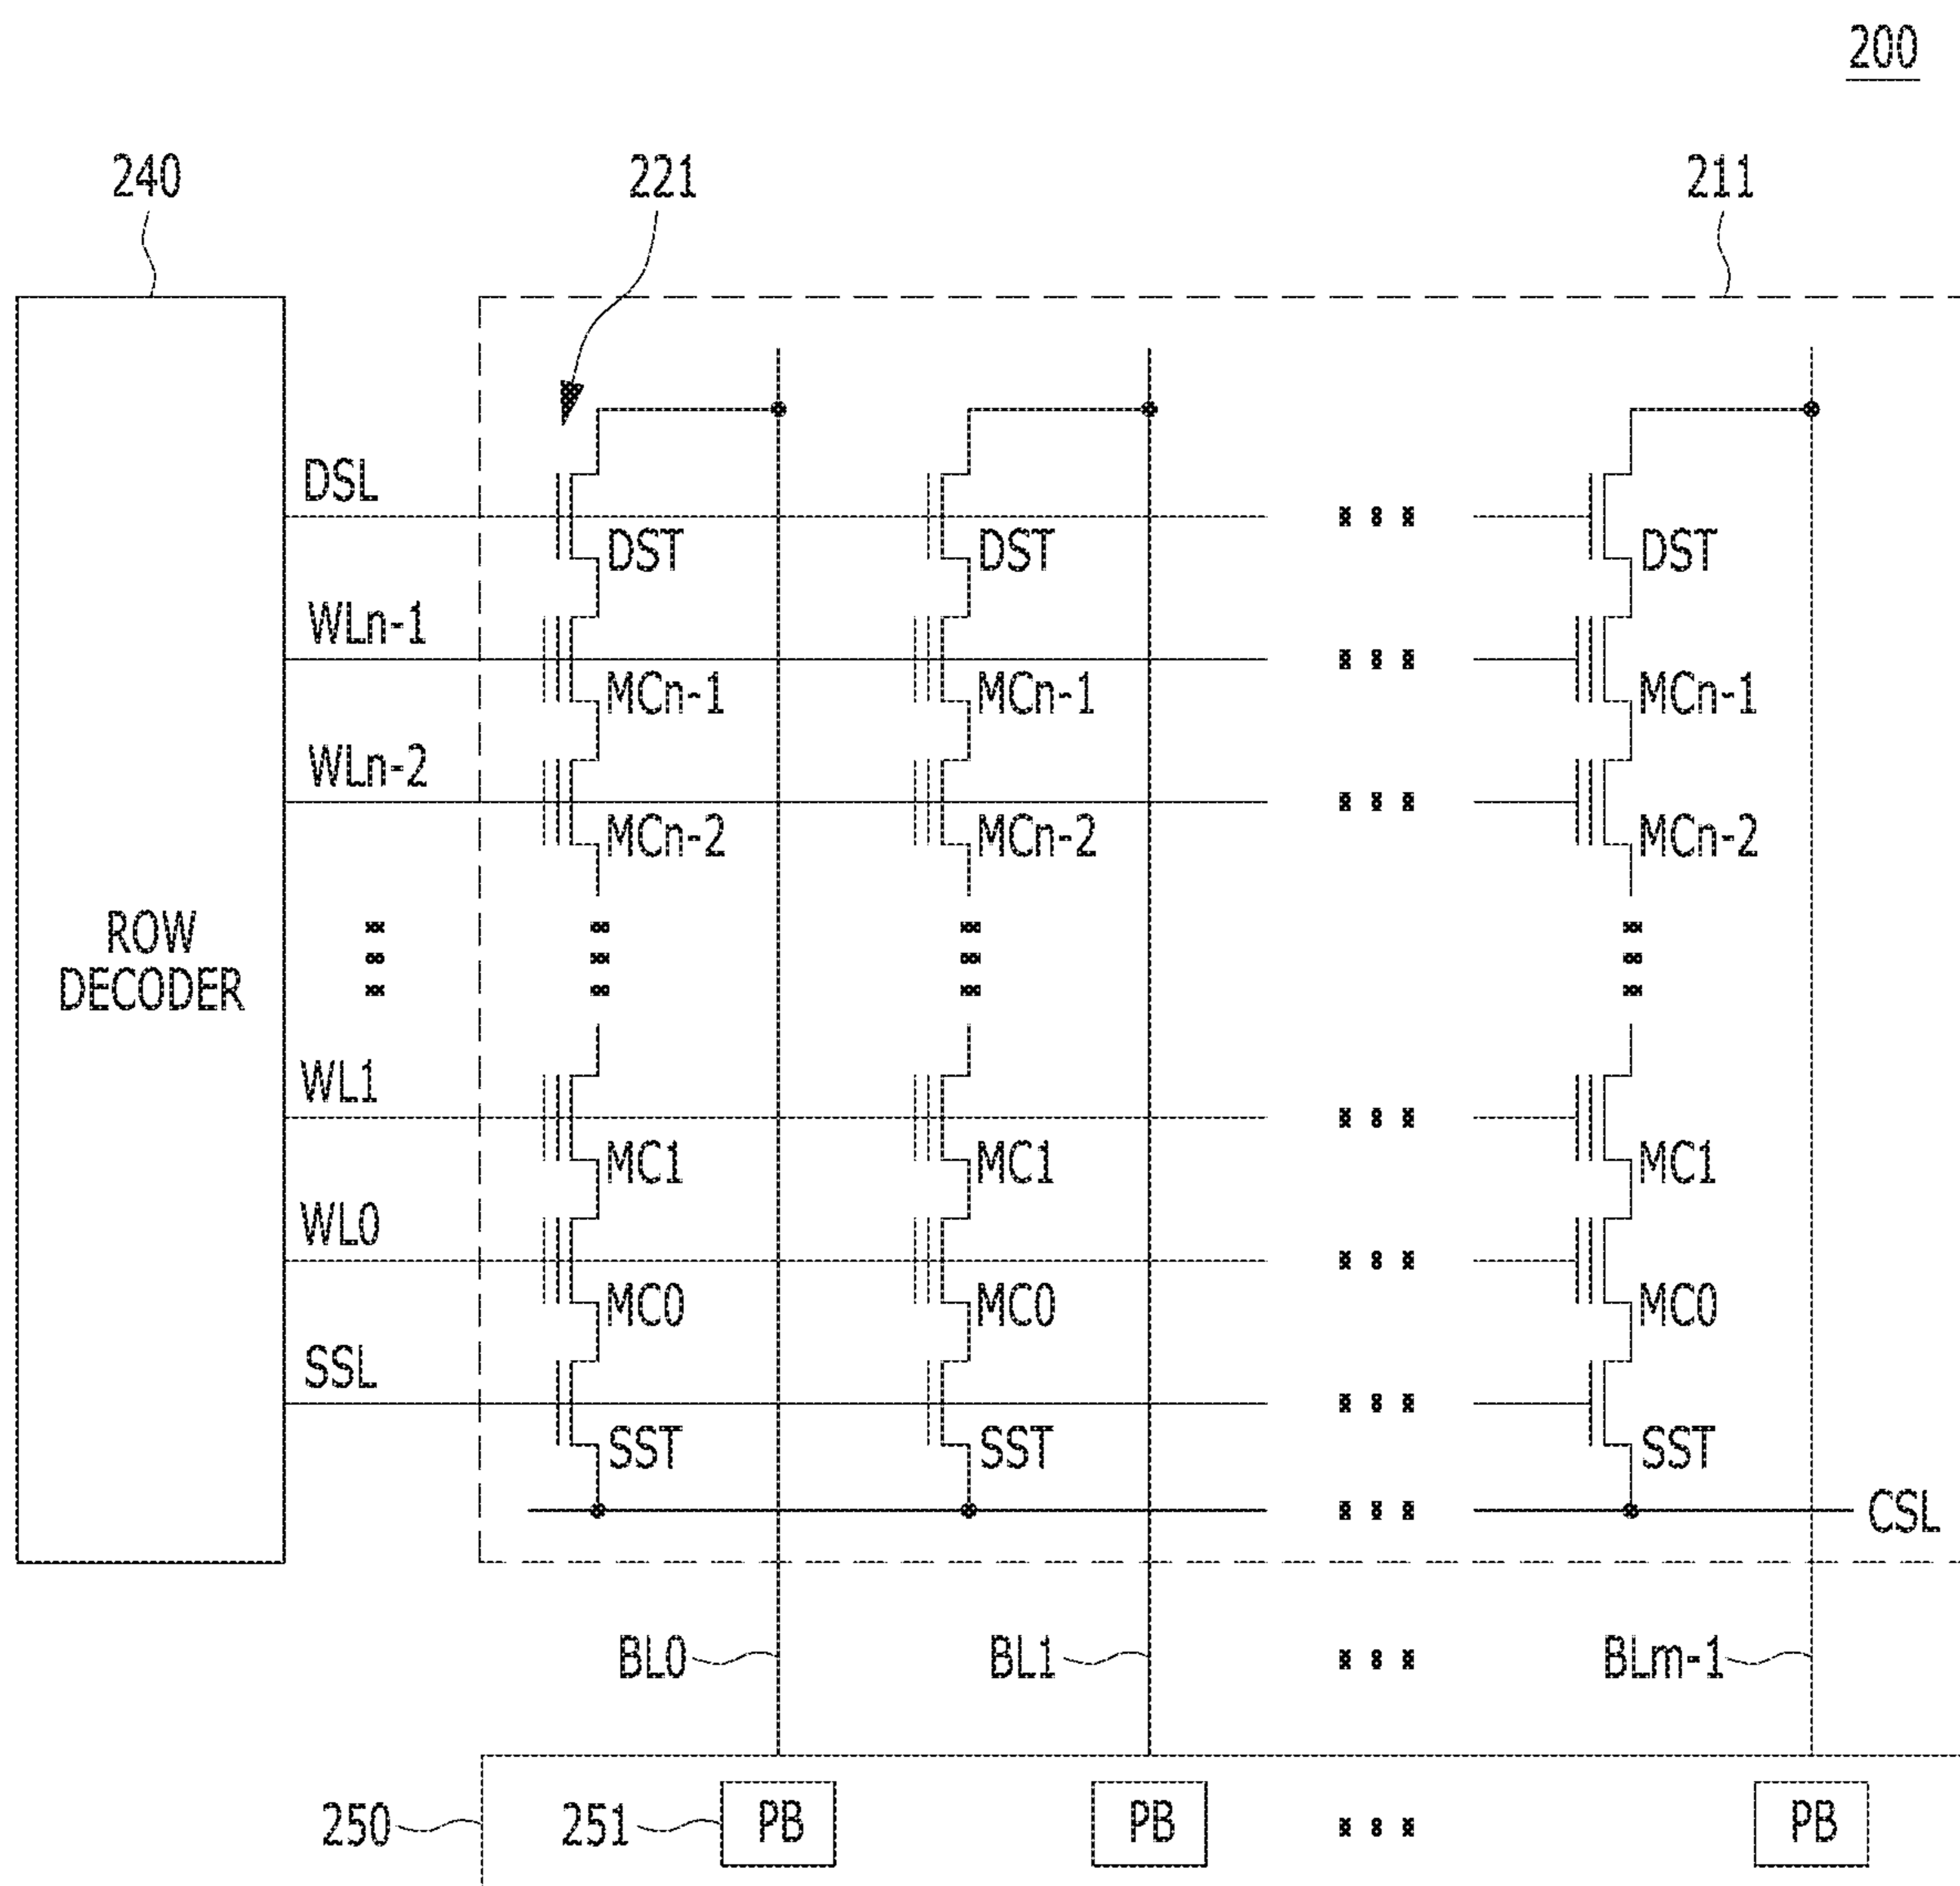 200
240
221
211
DSL
DST
DST
DST
WLn-1
MCn-1
MCn-1
MCn-1
WLn-2
MCn-2
MCn-2
MCn-2
ROW
DECODER
WL1
MC1
MC1
MC1
WL0
MC0
MC0
MC0
SSL
SST
SST
SST
CSL
BL0
BL1
BLm-1
250
251
PB
PB
PB